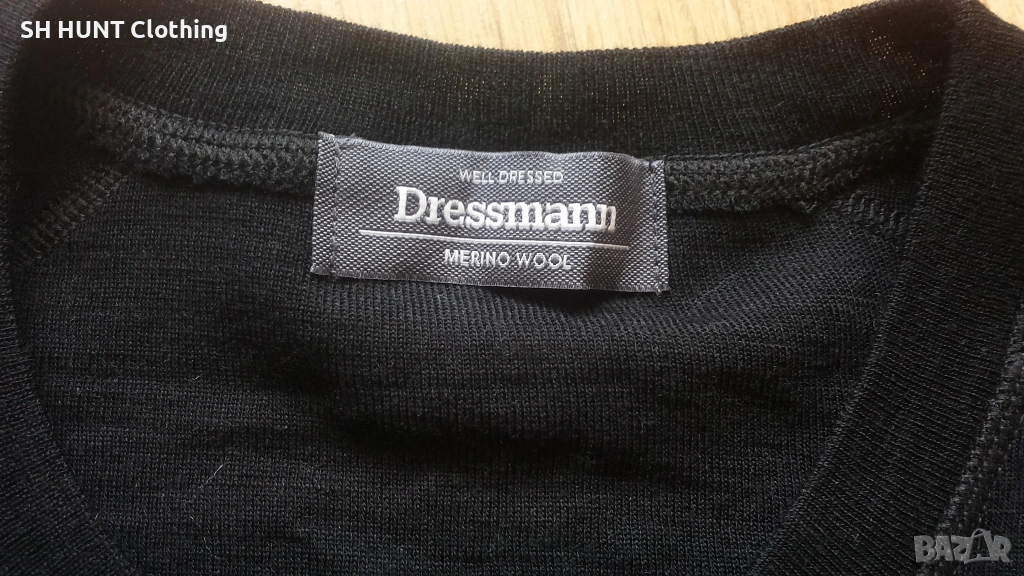 SH HUNT Clothing
WELL DRESSED
Dressmann
MERINO WOOL
BAZAR